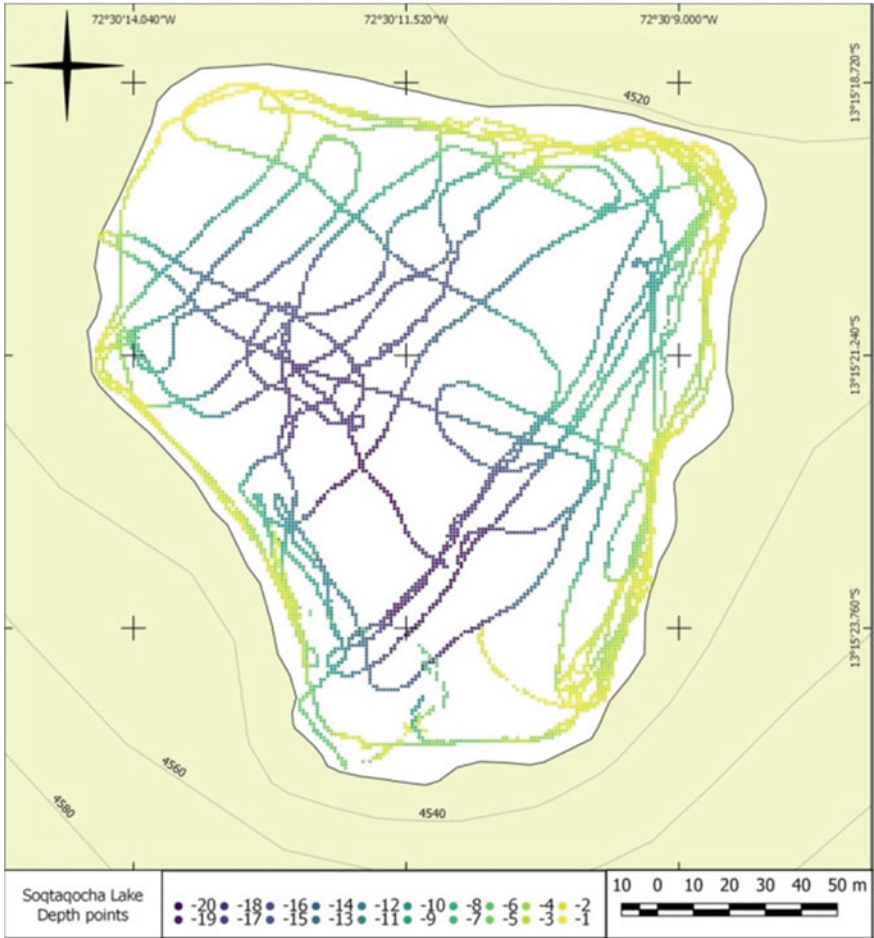 72°30'14.040"W 72°30'11.520"W 72°30'9.000"W
13°15'18.720"S
4520
13°15'21.240"S
13°15'23.760"S
4560
4580
4540
Soqtaqocha Lake
Depth points
-20 -18 -16 -14 -12 -10 -8 -6 -4 -2
-19 -17 -15 -13 -11 -9 -7 -5 -3 -1
10 0 10 20 30 40 50 m